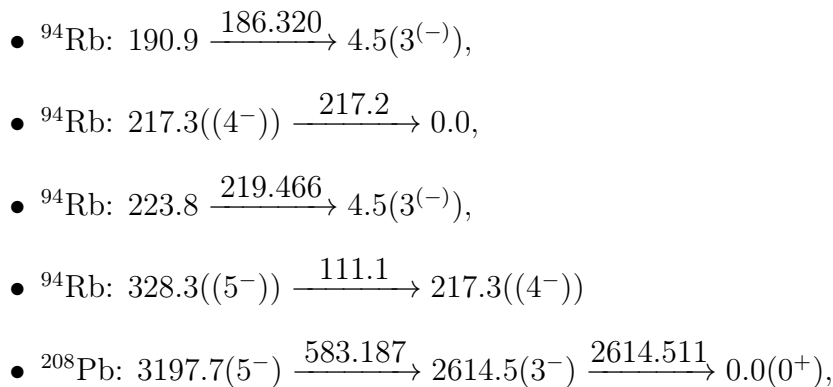 • ⁹⁴Rb: 190.9 —186.320→ 4.5(3⁽⁻⁾),
• ⁹⁴Rb: 217.3((4⁻)) —217.2→ 0.0,
• ⁹⁴Rb: 223.8 —219.466→ 4.5(3⁽⁻⁾),
• ⁹⁴Rb: 328.3((5⁻)) —111.1→ 217.3((4⁻))
• ²⁰⁸Pb: 3197.7(5⁻) —583.187→ 2614.5(3⁻) —2614.511→ 0.0(0⁺),